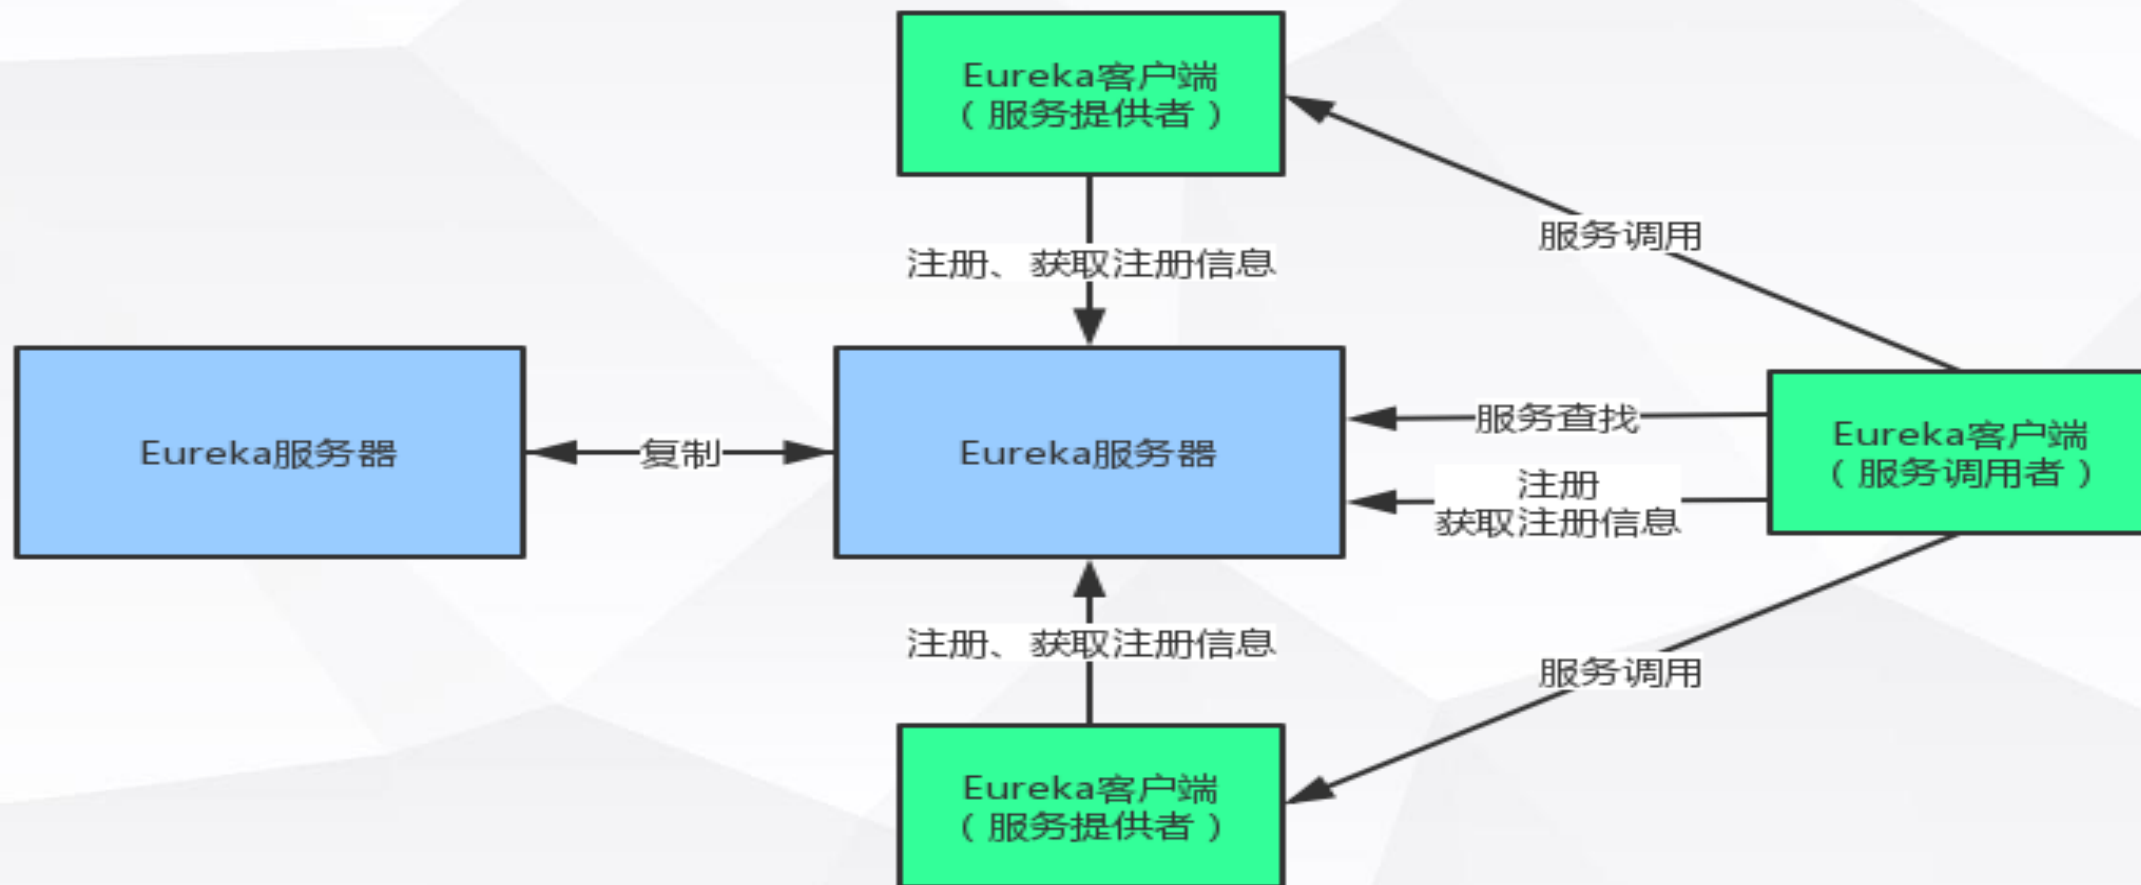 Eureka客户端
（服务提供者）
服务调用
注册、获取注册信息
Eureka服务器
复制
Eureka服务器
服务查找
注册
获取注册信息
Eureka客户端
（服务调用者）
注册、获取注册信息
服务调用
Eureka客户端
（服务提供者）